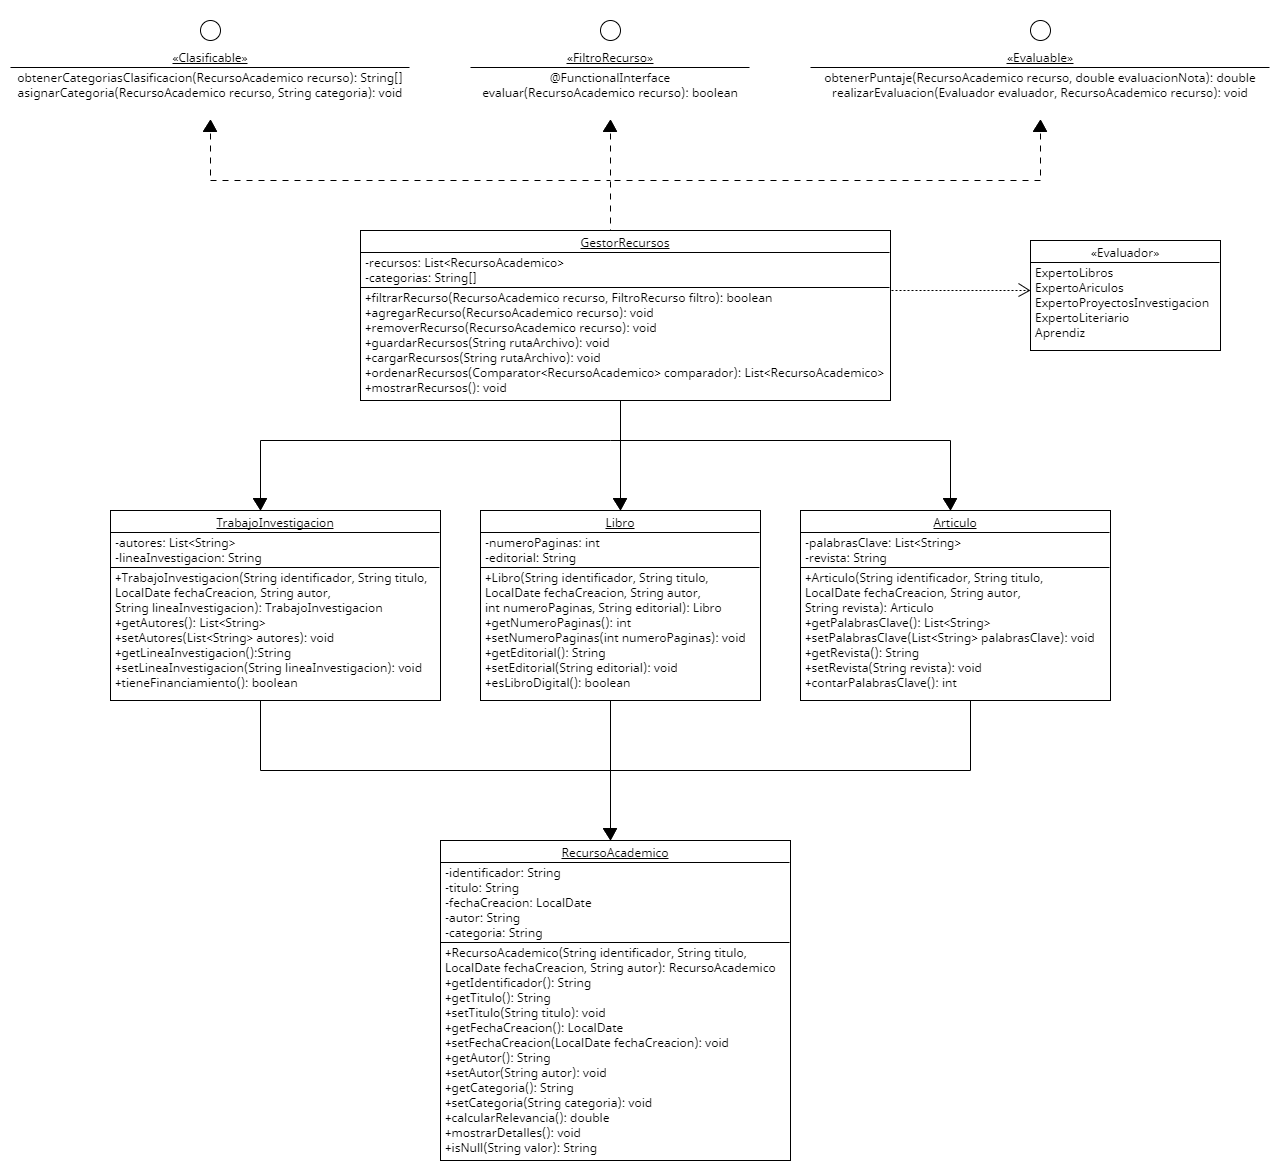 «Clasificable»
obtenerCategoriasClasificacion(RecursoAcademico recurso): String[]
asignarCategoria(RecursoAcademico recurso, String categoria): void
«FiltroRecurso»
@FunctionalInterface
evaluar(RecursoAcademico recurso): boolean
«Evaluable»
obtenerPuntaje(RecursoAcademico recurso, double evaluacionNota): double
realizarEvaluacion(Evaluador evaluador, RecursoAcademico recurso): void
GestorRecursos
-recursos: List<RecursoAcademico>
-categorias: String[]
+filtrarRecurso(RecursoAcademico recurso, FiltroRecurso filtro): boolean
+agregarRecurso(RecursoAcademico recurso): void
+removerRecurso(RecursoAcademico recurso): void
+guardarRecursos(String rutaArchivo): void
+cargarRecursos(String rutaArchivo): void
+ordenarRecursos(Comparator<RecursoAcademico> comparador): List<RecursoAcademico>
+mostrarRecursos(): void
«Evaluador»
ExpertoLibros
ExpertoAriculos
ExpertoProyectosInvestigacion
ExpertoLiteriario
Aprendiz
TrabajoInvestigacion
-autores: List<String>
-lineaInvestigacion: String
+TrabajoInvestigacion(String identificador, String titulo,
LocalDate fechaCreacion, String autor,
String lineaInvestigacion): TrabajoInvestigacion
+getAutores(): List<String>
+setAutores(List<String> autores): void
+getLineaInvestigacion():String
+setLineaInvestigacion(String lineaInvestigacion): void
+tieneFinanciamiento(): boolean
Libro
-numeroPaginas: int
-editorial: String
+Libro(String identificador, String titulo,
LocalDate fechaCreacion, String autor,
int numeroPaginas, String editorial): Libro
+getNumeroPaginas(): int
+setNumeroPaginas(int numeroPaginas): void
+getEditorial(): String
+setEditorial(String editorial): void
+esLibroDigital(): boolean
Articulo
-palabrasClave: List<String>
-revista: String
+Articulo(String identificador, String titulo,
LocalDate fechaCreacion, String autor,
String revista): Articulo
+getPalabrasClave(): List<String>
+setPalabrasClave(List<String> palabrasClave): void
+getRevista(): String
+setRevista(String revista): void
+contarPalabrasClave(): int
RecursoAcademico
-identificador: String
-titulo: String
-fechaCreacion: LocalDate
-autor: String
-categoria: String
+RecursoAcademico(String identificador, String titulo,
LocalDate fechaCreacion, String autor): RecursoAcademico
+getIdentificador(): String
+getTitulo(): String
+setTitulo(String titulo): void
+getFechaCreacion(): LocalDate
+setFechaCreacion(LocalDate fechaCreacion): void
+getAutor(): String
+setAutor(String autor): void
+getCategoria(): String
+setCategoria(String categoria): void
+calcularRelevancia(): double
+mostrarDetalles(): void
+isNull(String valor): String